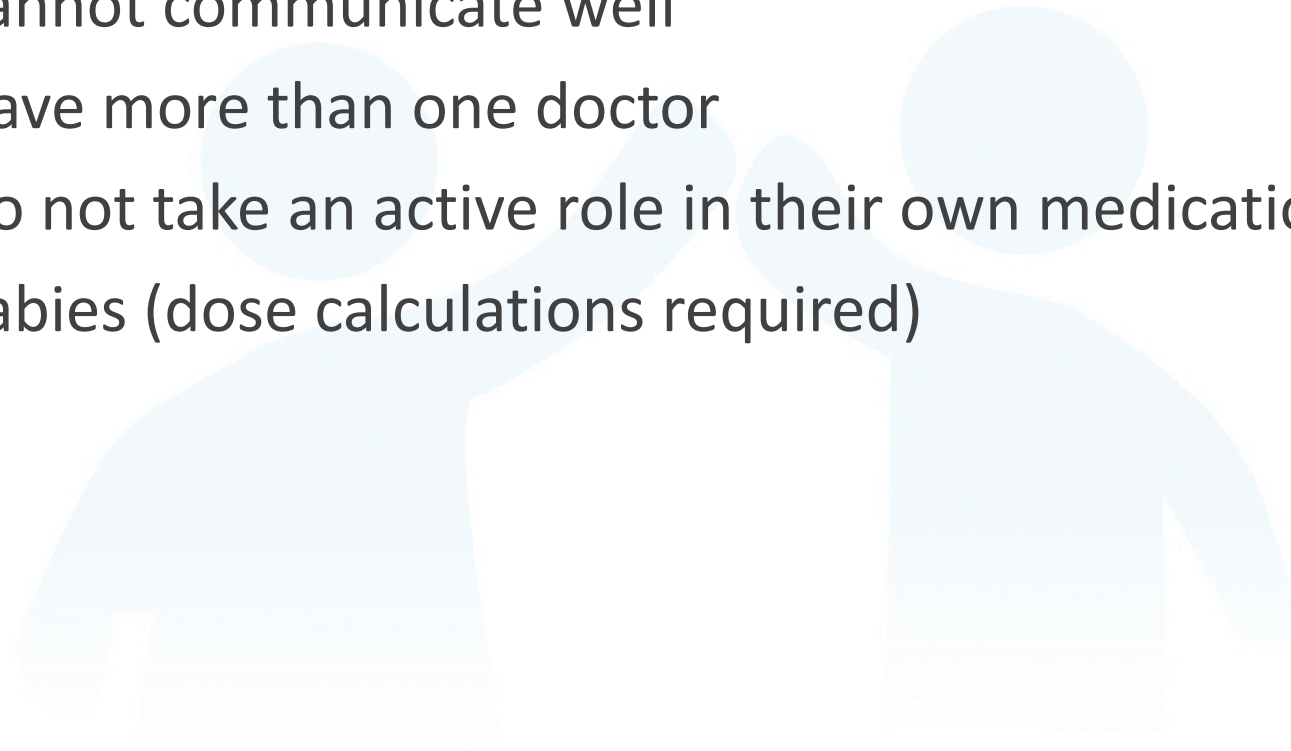 annot communicate well
ave more than one doctor
o not take an active role in their own medicatio
abies (dose calculations required)